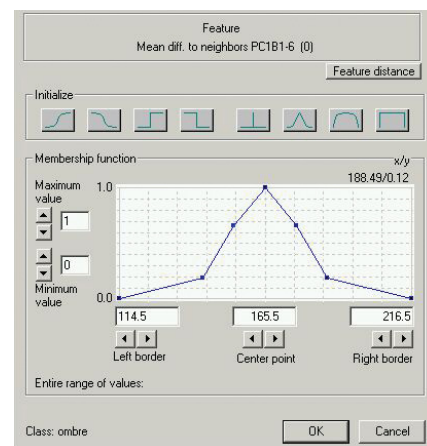 Feature
Mean diff. to neighbors PC1B1-6 (0)
Feature distance
Initialize
Membership function
x/y
188.49/0.12
Maximum
value
1.0
1
0
Minimum
value
0.0
114.5
165.5
216.5
Left border
Center point
Right border
Entire range of values:
Class: ombre
OK
Cancel